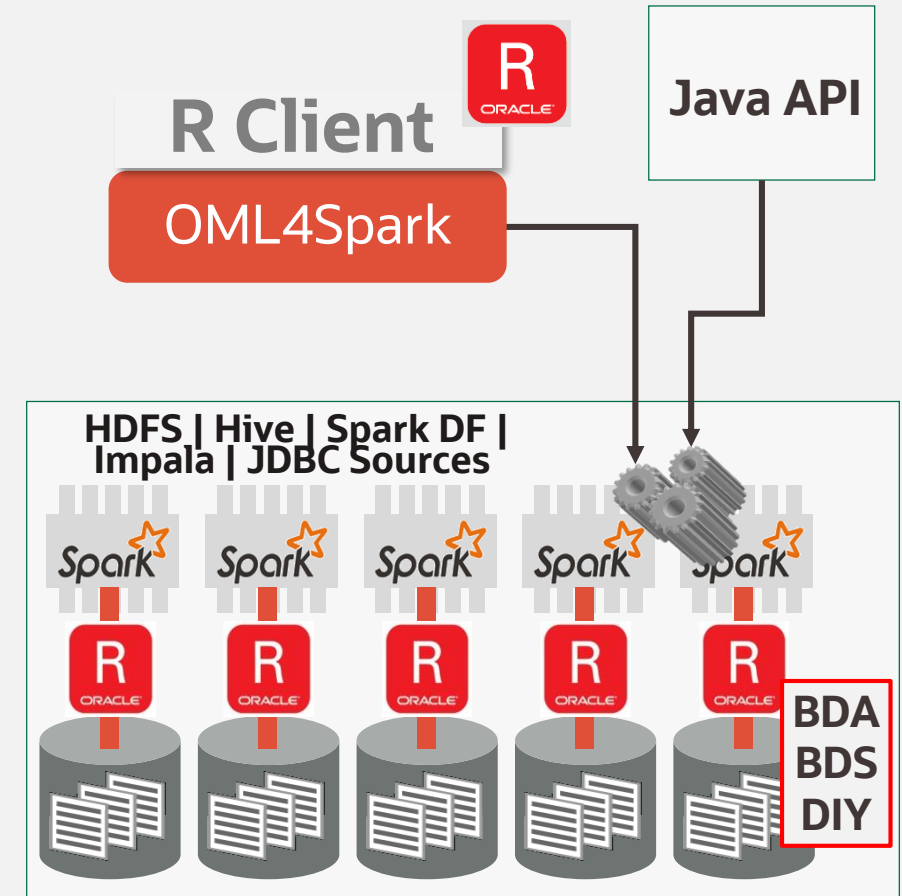 R
ORACLE
R Client
Java API
OML4Spark
HDFS | Hive | Spark DF |
Impala | JDBC Sources
Spark
Spark
Spark
Spark
Spark
R
ORACLE
R
ORACLE
R
ORACLE
R
ORACLE
R
ORACLE
BDA
BDS
DIY